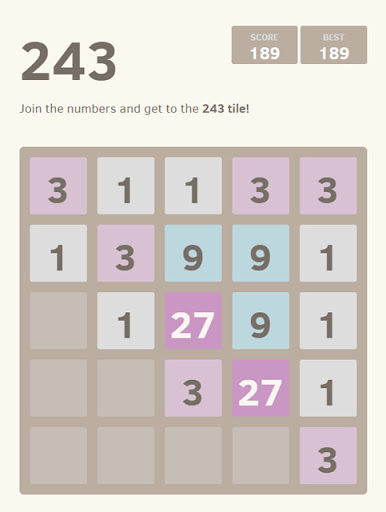 243
SCORE
189
BEST
189
Join the numbers and get to the 243 tile!
3 1 1 3 3
1 3 9 9 1
1 27 9 1
3 27 1
3